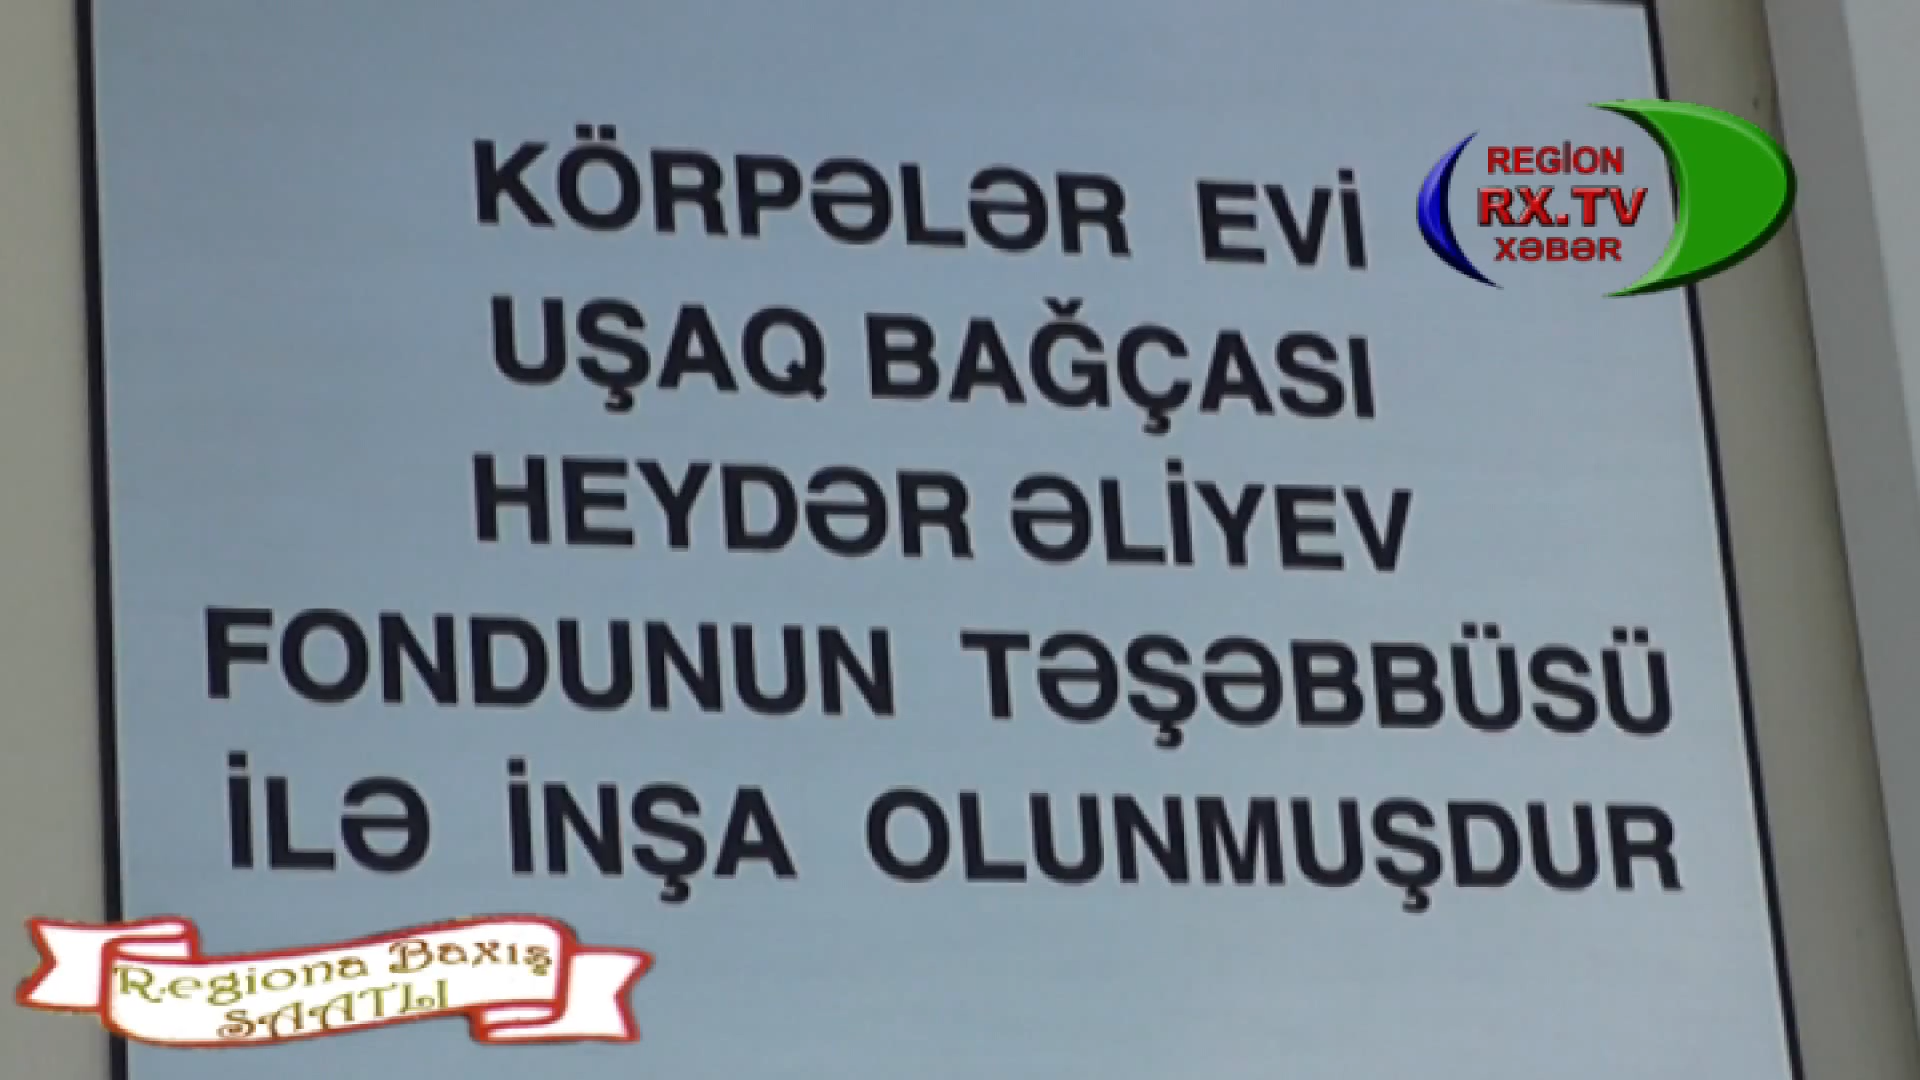 KÖRPƏLƏR EVİ
UŞAQ BAĞÇASI
HEYDƏR ƏLİYEV
FONDUNUN TƏŞƏBBÜSÜ
İLƏ İNŞA OLUNMUŞDUR
REGİON
RX.TV
XƏBƏR
Regiona Baxış
SAATLI